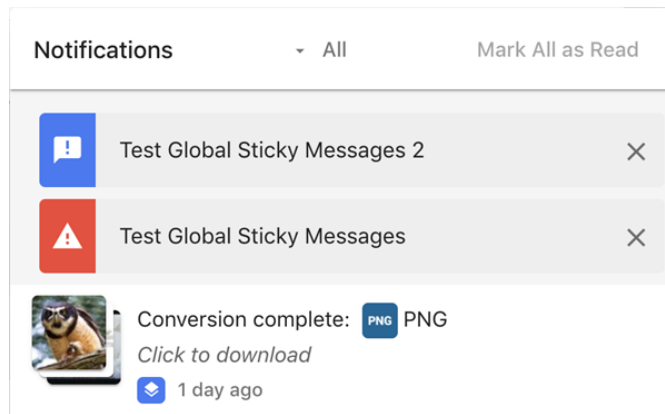 Notifications
All
Mark All as Read
Test Global Sticky Messages 2
Test Global Sticky Messages
Conversion complete: PNG PNG
Click to download
1 day ago